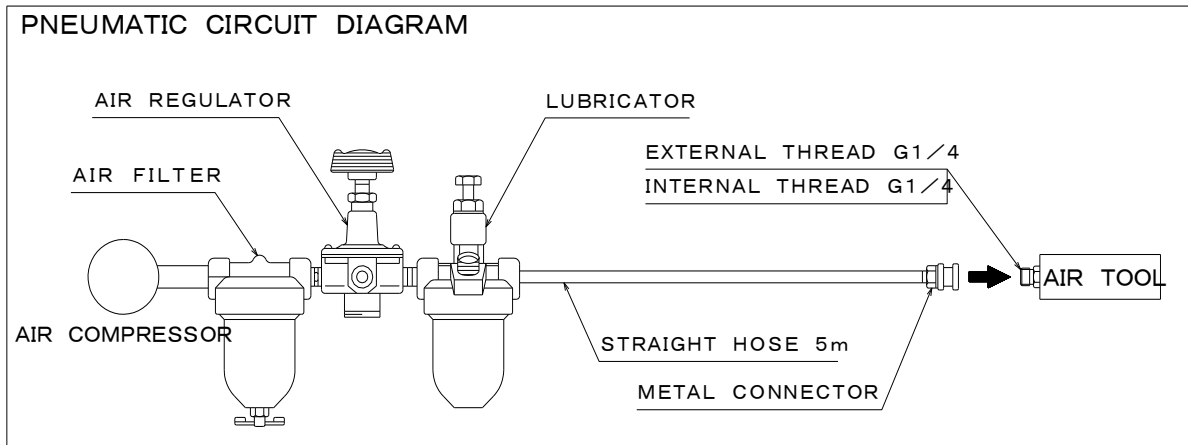 PNEUMATIC CIRCUIT DIAGRAM
AIR REGULATOR
LUBRICATOR
EXTERNAL THREAD G1/4
INTERNAL THREAD G1/4
AIR FILTER
AIR TOOL
AIR COMPRESSOR
STRAIGHT HOSE 5m
METAL CONNECTOR